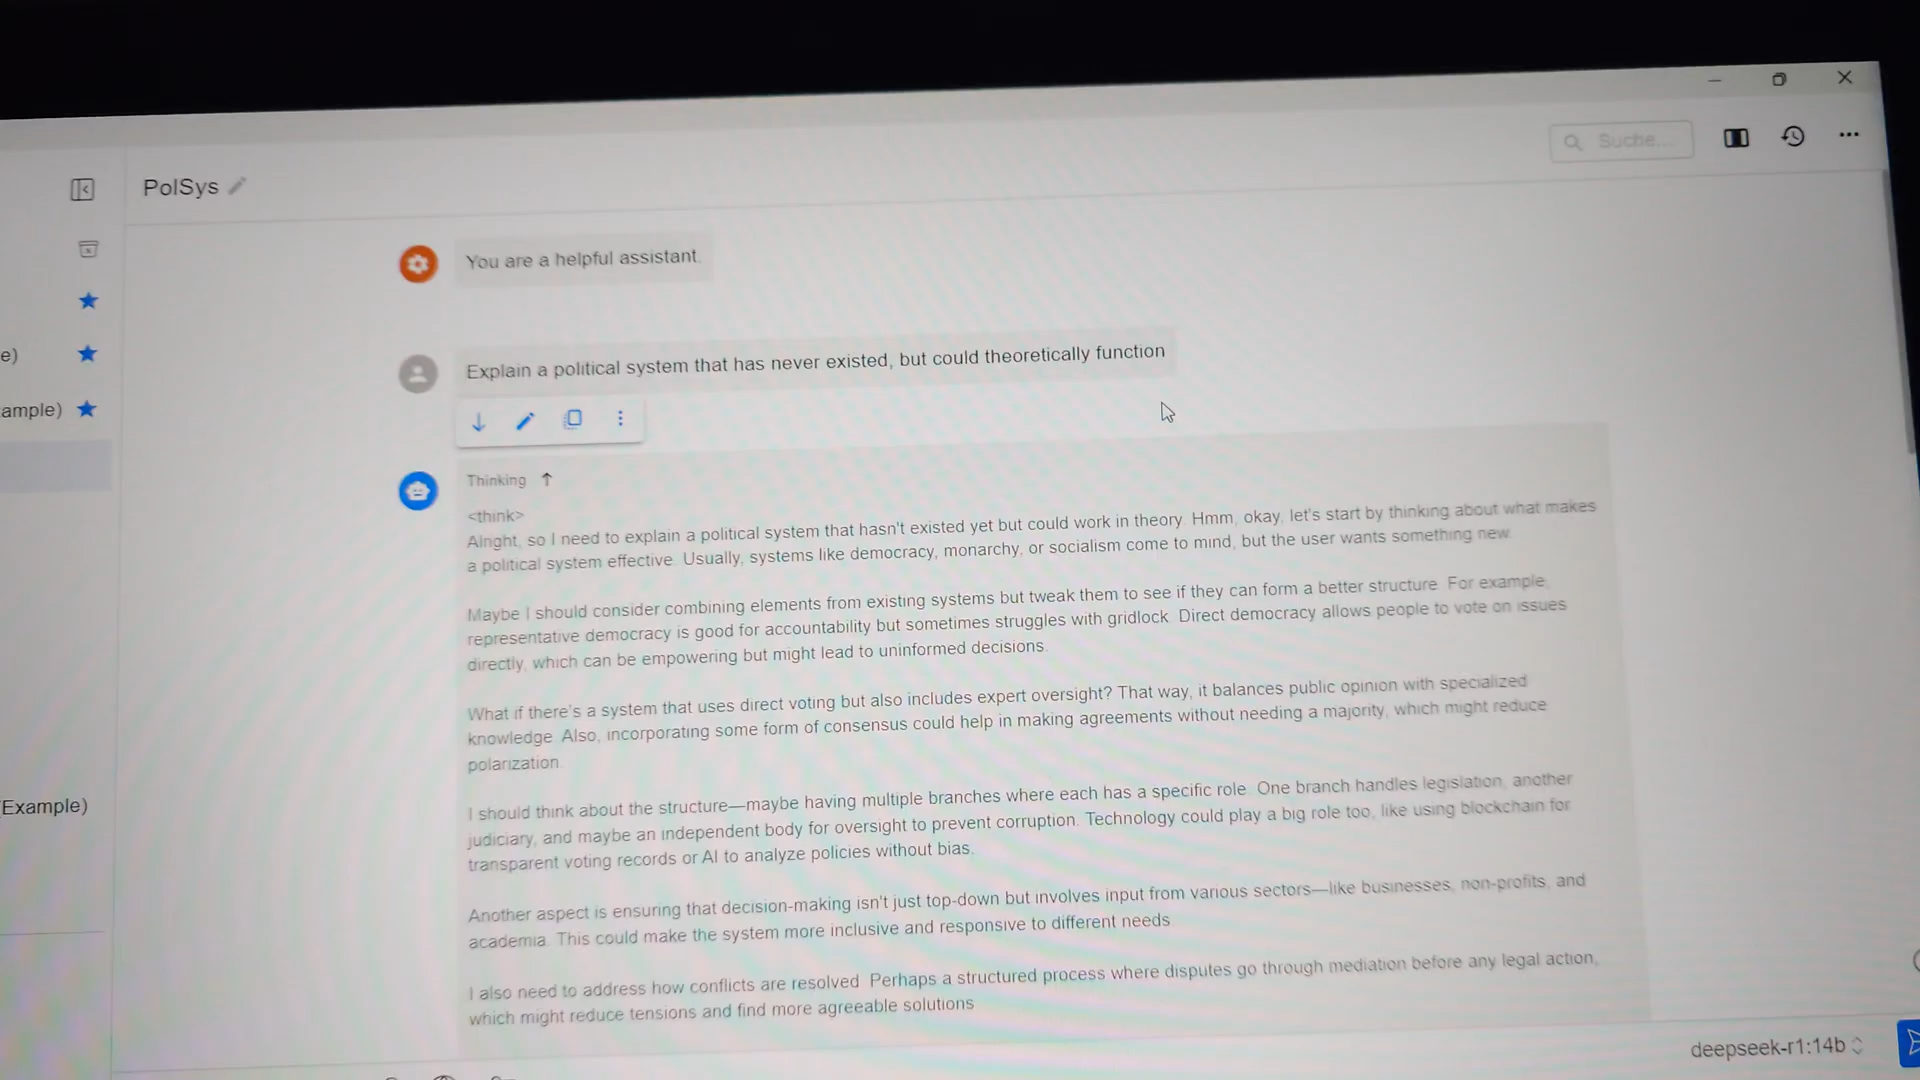 Suche...
PolSys
You are a helpful assistant.
e)
Explain a political system that has never existed, but could theoretically function
ample)
Thinking
<think>
Alright, so I need to explain a political system that hasn't existed yet but could work in theory. Hmm, okay, let's start by thinking about what makes
a political system effective. Usually, systems like democracy, monarchy, or socialism come to mind, but the user wants something new.
Maybe I should consider combining elements from existing systems but tweak them to see if they can form a better structure. For example,
representative democracy is good for accountability but sometimes struggles with gridlock. Direct democracy allows people to vote on issues
directly, which can be empowering but might lead to uninformed decisions.
What if there's a system that uses direct voting but also includes expert oversight? That way, it balances public opinion with specialized
knowledge. Also, incorporating some form of consensus could help in making agreements without needing a majority, which might reduce
polarization.
I should think about the structure—maybe having multiple branches where each has a specific role. One branch handles legislation, another
judiciary, and maybe an independent body for oversight to prevent corruption. Technology could play a big role too, like using blockchain for
transparent voting records or AI to analyze policies without bias.
Example)
Another aspect is ensuring that decision-making isn't just top-down but involves input from various sectors—like businesses, non-profits, and
academia. This could make the system more inclusive and responsive to different needs.
I also need to address how conflicts are resolved. Perhaps a structured process where disputes go through mediation before any legal action,
which might reduce tensions and find more agreeable solutions.
deepseek-r1:14b